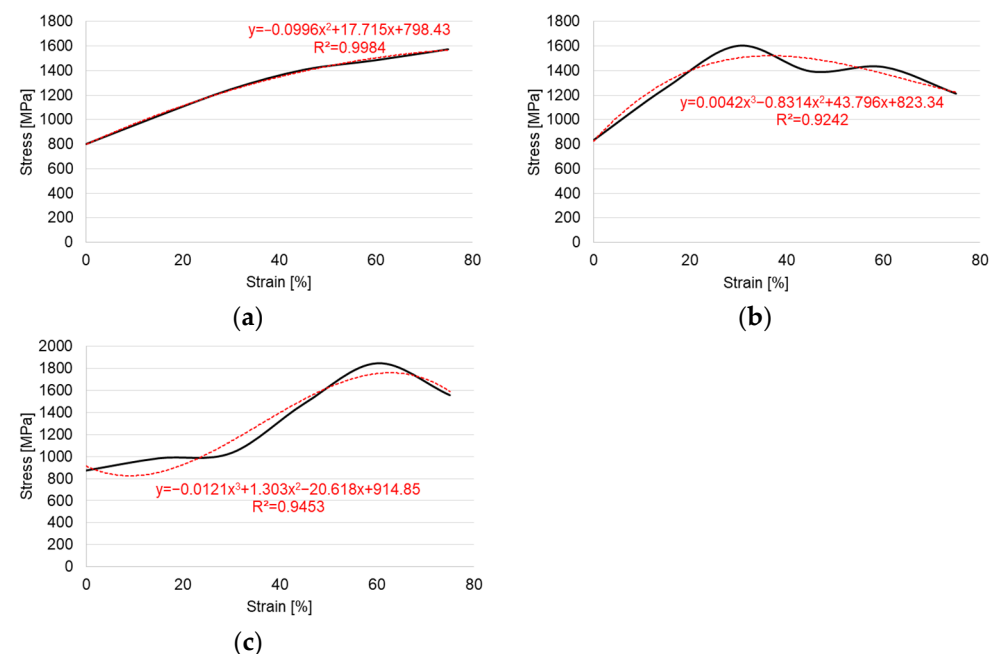 y=−0.0996x²+17.715x+798.43
R²=0.9984
1800
1600
1400
1200
1000
800
600
400
200
0
Stress [MPa]
0 20 40 60 80
Strain [%]
(a)
1800
1600
1400
1200
1000
800
600
400
200
0
Stress [MPa]
y=0.0042x³−0.8314x²+43.796x+823.34
R²=0.9242
0 20 40 60 80
Strain [%]
(b)
2000
1800
1600
1400
1200
1000
800
600
400
200
0
Stress [MPa]
y=−0.0121x³+1.303x²−20.618x+914.85
R²=0.9453
0 20 40 60 80
Strain [%]
(c)